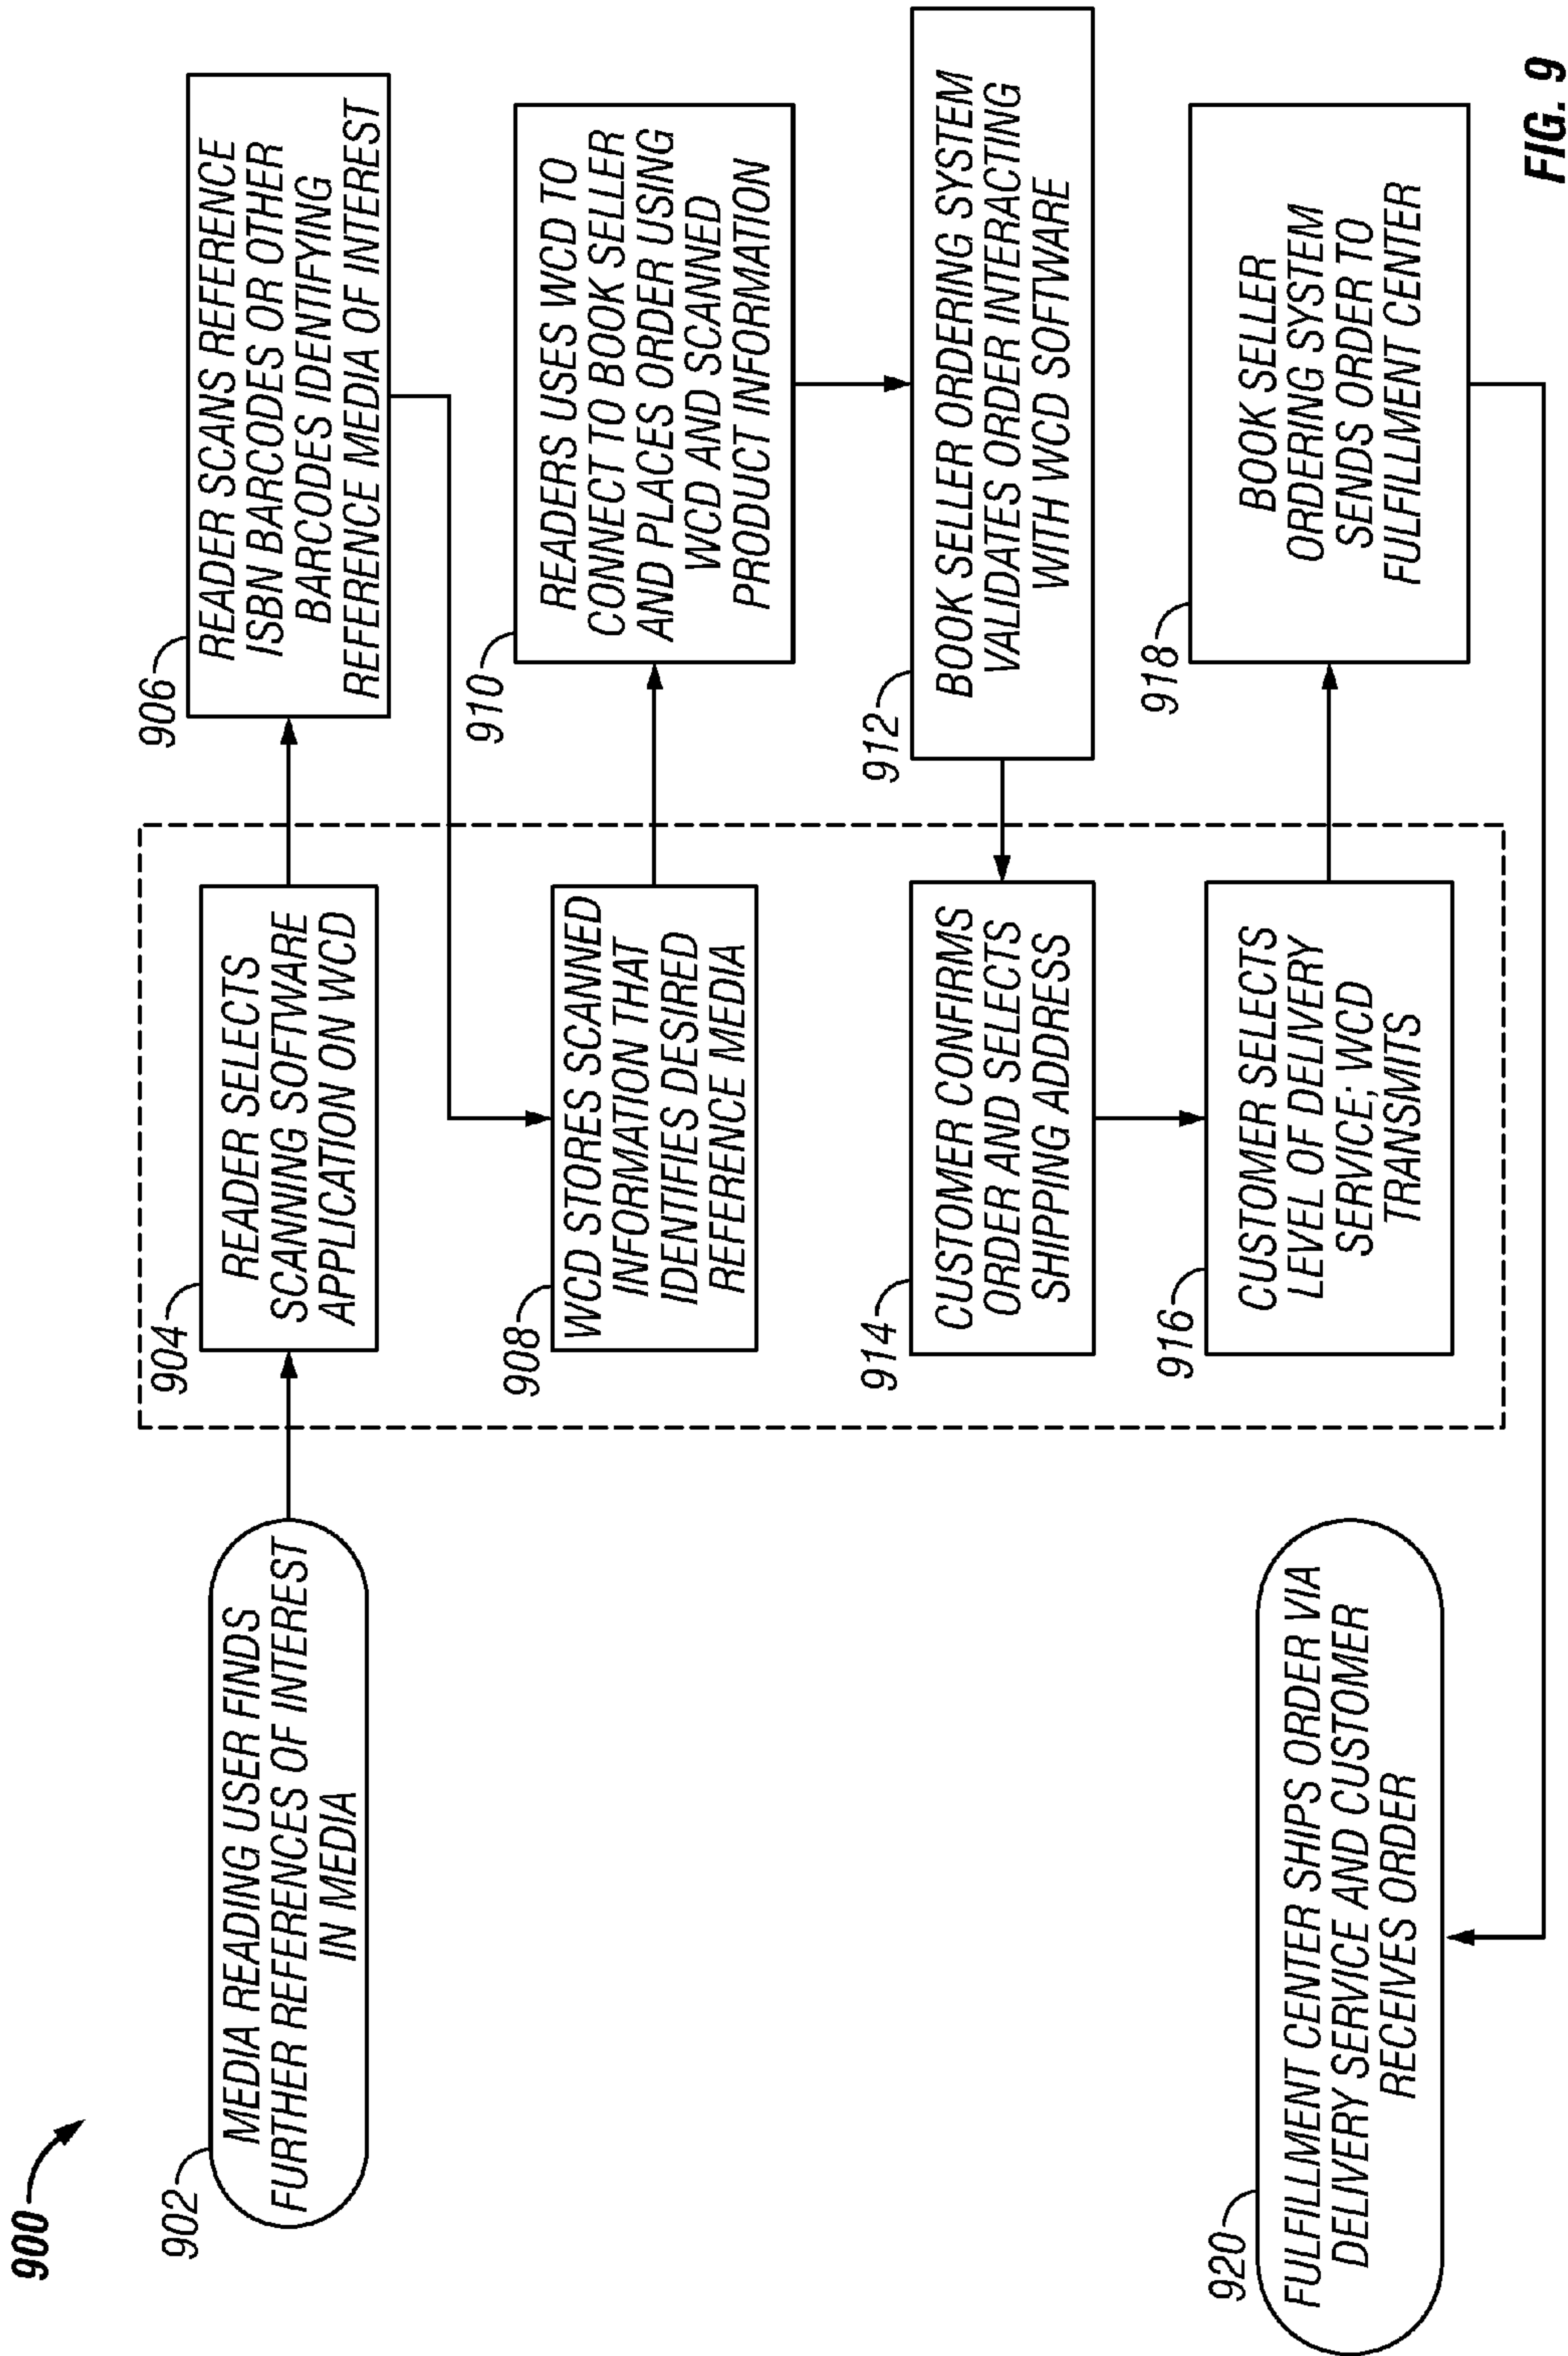 900
902
MEDIA READING USER FINDS
FURTHER REFERENCES OF INTEREST
IN MEDIA
904
READER SELECTS
SCANNING SOFTWARE
APPLICATION ON WCD
906
READER SCANS REFERENCE
ISBN BARCODES OR OTHER
BARCODES IDENTIFYING
REFERENCE MEDIA OF INTEREST
908
WCD STORES SCANNED
INFORMATION THAT
IDENTIFIES DESIRED
REFERENCE MEDIA
910
READERS USES WCD TO
CONNECT TO BOOK SELLER
AND PLACES ORDER USING
WCD AND SCANNED
PRODUCT INFORMATION
912
BOOK SELLER ORDERING SYSTEM
VALIDATES ORDER INTERACTING
WITH WCD SOFTWARE
914
CUSTOMER CONFIRMS
ORDER AND SELECTS
SHIPPING ADDRESS
916
CUSTOMER SELECTS
LEVEL OF DELIVERY
SERVICE; WCD
TRANSMITS
918
BOOK SELLER
ORDERING SYSTEM
SENDS ORDER TO
FULFILLMENT CENTER
920
FULFILLMENT CENTER SHIPS ORDER VIA
DELIVERY SERVICE AND CUSTOMER
RECEIVES ORDER
FIG. 9